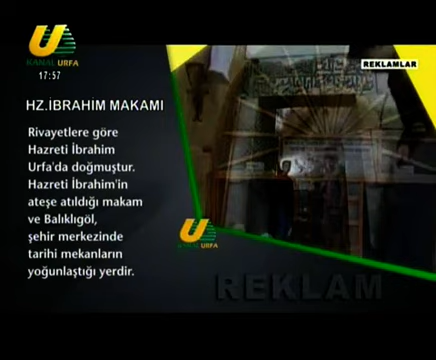 KANAL URFA
17:57
REKLAMLAR
HZ.İBRAHIM MAKAMI
Rivayetlere göre
Hazreti İbrahim
Urfa'da doğmuştur.
Hazreti İbrahim'in
ateşe atıldığı makam
ve Balıklıgöl,
şehir merkezinde
tarihi mekanların
yoğunlaştığı yerdir.
KANAL URFA
REKLAM